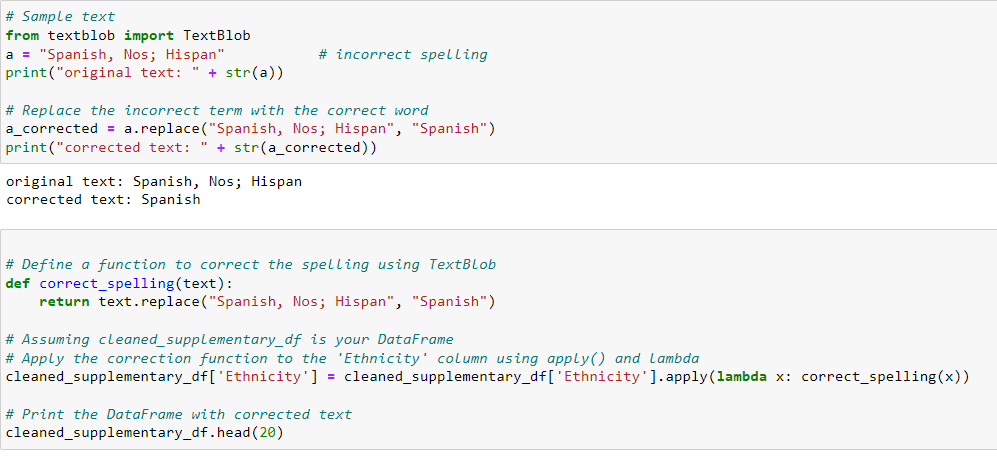 # Sample text
from textblob import TextBlob
a = "Spanish, Nos; Hispan"           # incorrect spelling
print("original text: " + str(a))
# Replace the incorrect term with the correct word
a_corrected = a.replace("Spanish, Nos; Hispan", "Spanish")
print("corrected text: " + str(a_corrected))
original text: Spanish, Nos; Hispan
corrected text: Spanish
# Define a function to correct the spelling using TextBlob
def correct_spelling(text):
    return text.replace("Spanish, Nos; Hispan", "Spanish")
# Assuming cleaned_supplementary_df is your DataFrame
# Apply the correction function to the 'Ethnicity' column using apply() and lambda
cleaned_supplementary_df['Ethnicity'] = cleaned_supplementary_df['Ethnicity'].apply(lambda x: correct_spelling(x))
# Print the DataFrame with corrected text
cleaned_supplementary_df.head(20)